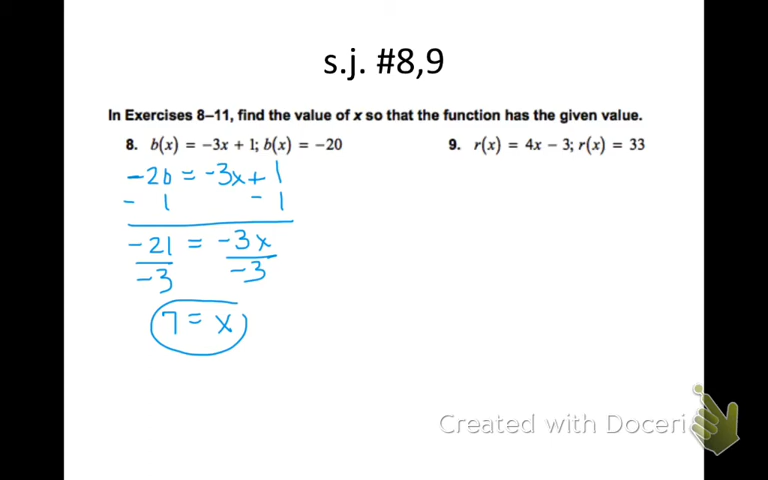 s.j. #8,9
In Exercises 8–11, find the value of x so that the function has the given value.
8. b(x) = −3x + 1; b(x) = −20
9. r(x) = 4x − 3; r(x) = 33
-20 = -3x + 1
- 1 - 1
-21 = -3x
-3 -3
7 = x
Created with Doceri